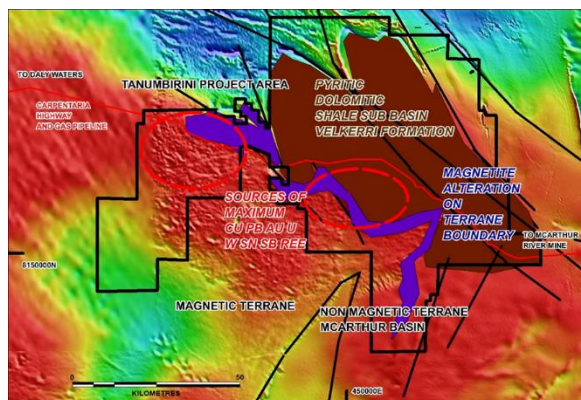 TO DALY WATERS
TANUMBIRINI PROJECT AREA
CARPENTARIA
HIGHWAY
AND GAS PIPELINE
PYRITIC
DOLOMITIC
SHALE SUB BASIN
VELKERRI FORMATION
MAGNETITE
ALTERATION
ON
TERRANE
BOUNDARY
SOURCES OF
MAXIMUM
CU PB AU U
W SN SB REE
TO MCARTHUR
RIVER MINE
8150000N
MAGNETIC TERRANE
NON MAGNETIC TERRANE
MCARTHUR BASIN
0
50
KILOMETRES
450000E